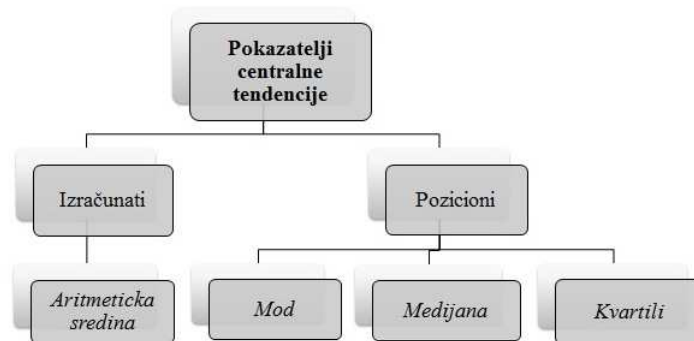 Pokazatelji
centralne
tendencije
Izračunati
Pozicioni
Aritmeticka
sredina
Mod
Medijana
Kvartili